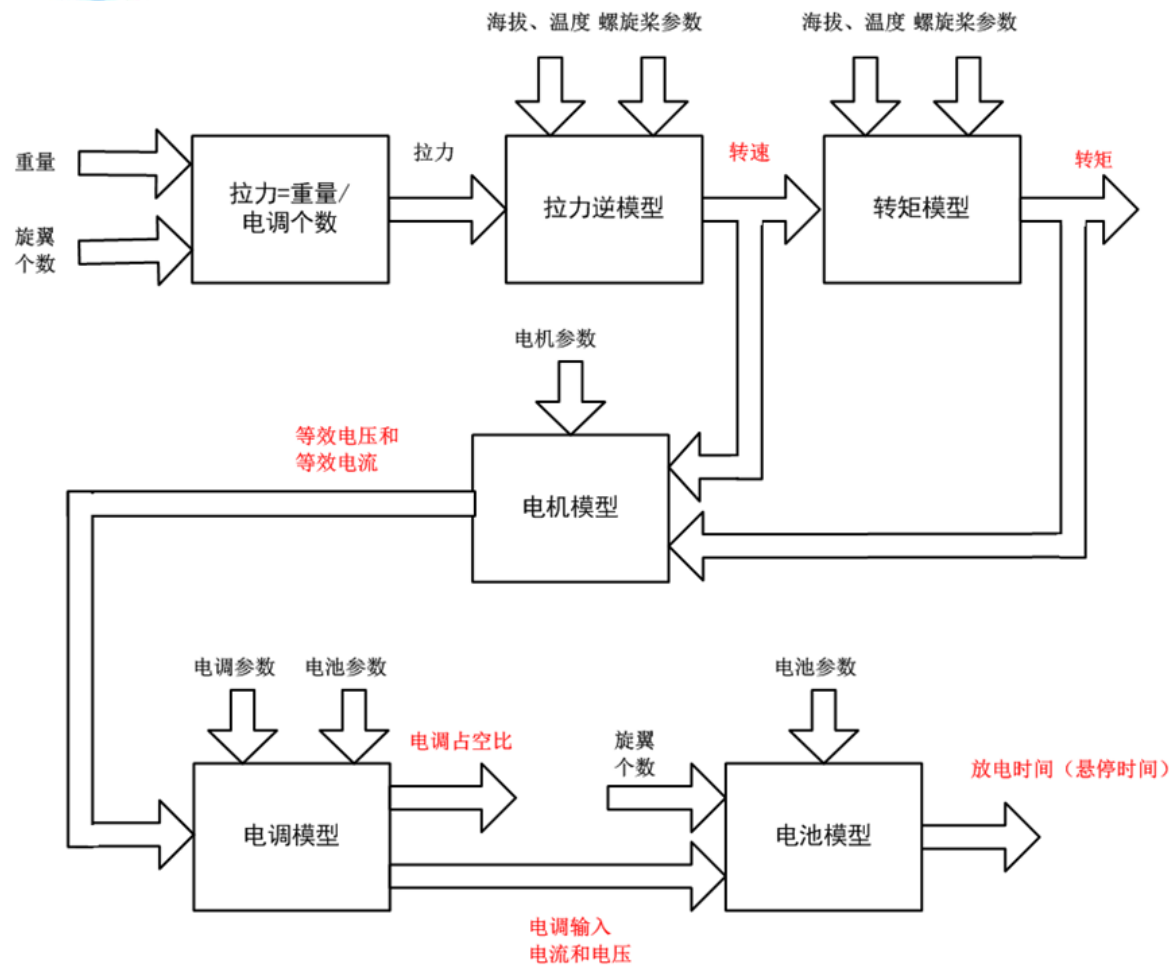 海拔、温度 螺旋桨参数
海拔、温度 螺旋桨参数
重量
旋翼
个数
拉力=重量/
电调个数
拉力
拉力逆模型
转速
转矩模型
转矩
电机参数
等效电压和
等效电流
电机模型
电调参数
电池参数
电调占空比
旋翼
个数
电池参数
放电时间（悬停时间）
电调模型
电池模型
电调输入
电流和电压